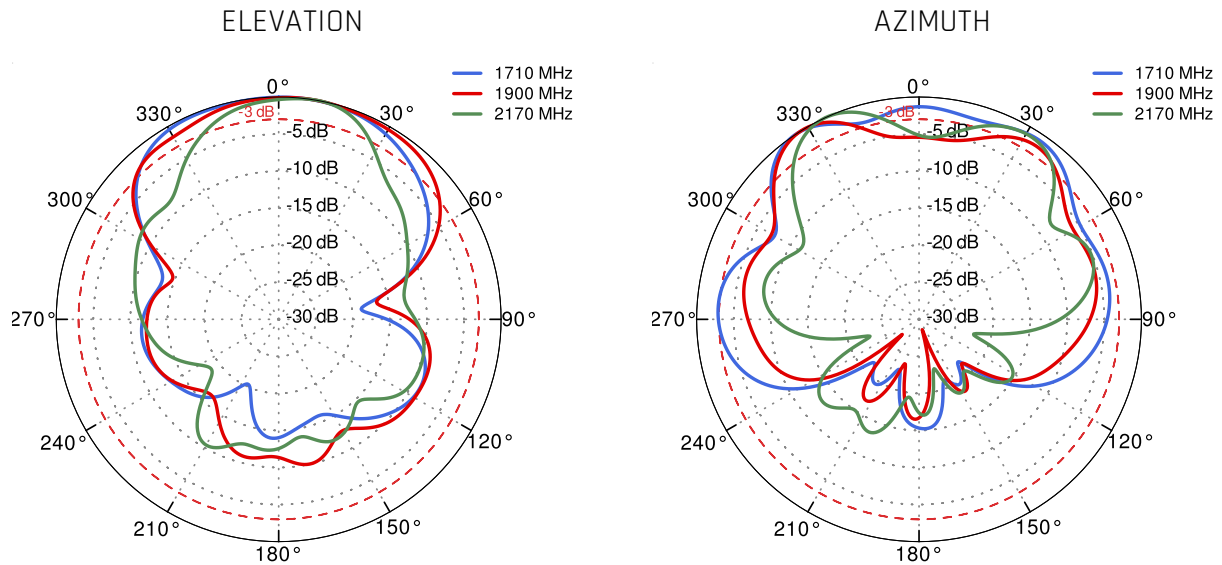 ELEVATION
1710 MHz
1900 MHz
2170 MHz
0°
330°
-3 dB
30°
-5 dB
-10 dB
300°
60°
-15 dB
-20 dB
-25 dB
270°
-30 dB
90°
240°
120°
210°
150°
180°
AZIMUTH
1710 MHz
1900 MHz
2170 MHz
0°
330°
-3 dB
30°
-5 dB
-10 dB
300°
60°
-15 dB
-20 dB
-25 dB
270°
-30 dB
90°
240°
120°
210°
150°
180°